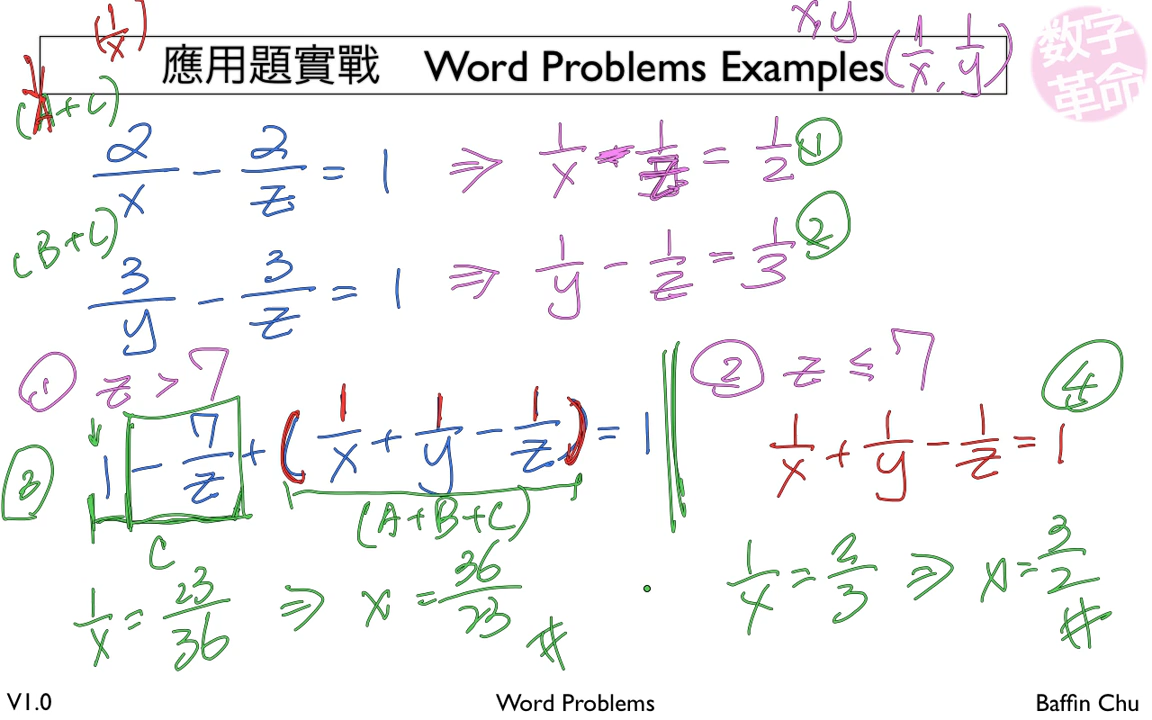 (1/x)
x, y
(1/x, 1/y)
應用題實戰 Word Problems Examples
数字
革命
(A+C)
2/x - 2/z = 1 ⇒ 1/x - 1/z = 1/2 ①
(B+C)
3/y - 3/z = 1 ⇒ 1/y - 1/z = 1/3 ②
① z > 7
③ 1 - 7/z + (1/x + 1/y - 1/z) = 1
C
(A+B+C)
1/x = 23/36 ⇒ x = 36/23 #
② z ≤ 7
④
1/x + 1/y - 1/z = 1
1/x = 2/3 ⇒ x = 3/2 #
V1.0 Word Problems Baffin Chu